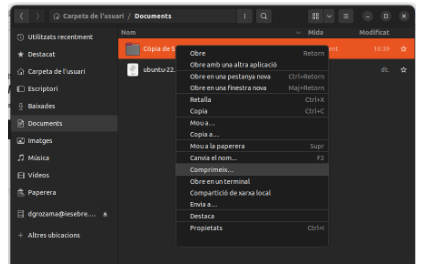 Carpeta de l'usuari / Documents
Utilitzats recentment
Destacat
Carpeta de l'usuari
Escriptori
Baixades
Documents
Imatges
Música
Vídeos
Paperera
dgrozama@iesebre....
+ Altres ubicacions
Nom Mida Modificat
Còpia de S 10:39
ubuntu-22. dt.
Obre Retorn
Obre amb una altra aplicació
Obre en una pestanya nova Ctrl+Retorn
Obre en una finestra nova Maj+Retorn
Retalla Ctrl+X
Copia Ctrl+C
Mou a...
Copia a...
Mou a la paperera Supr
Canvia el nom... F2
Comprimeix...
Obre en un terminal
Compartició de xarxa local
Envia a...
Destaca
Propietats Ctrl+I